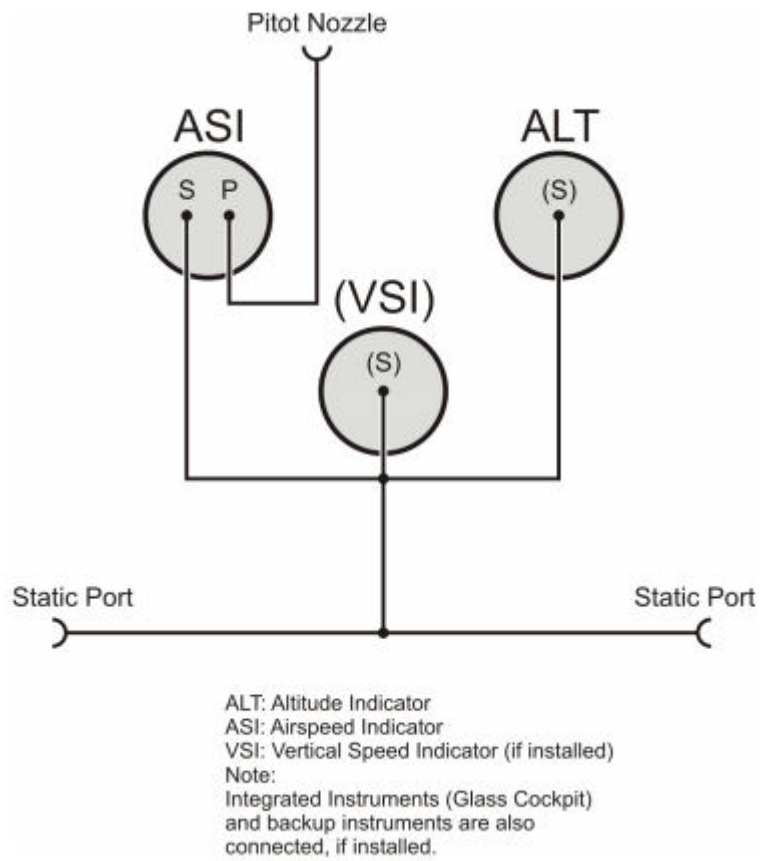 Pitot Nozzle
ASI
ALT
S P
(S)
(VSI)
(S)
Static Port
Static Port
ALT: Altitude Indicator
ASI: Airspeed Indicator
VSI: Vertical Speed Indicator (if installed)
Note:
Integrated Instruments (Glass Cockpit)
and backup instruments are also
connected, if installed.